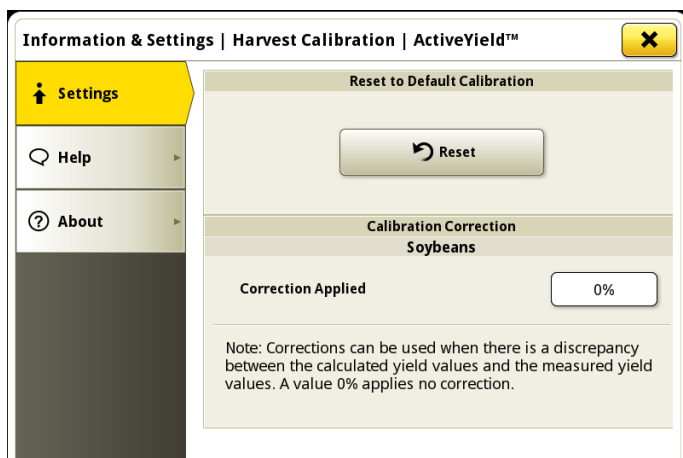 Information & Settings | Harvest Calibration | ActiveYield™
Settings
Help
About
Reset to Default Calibration
Reset
Calibration Correction
Soybeans
Correction Applied
0%
Note: Corrections can be used when there is a discrepancy
between the calculated yield values and the measured yield
values. A value 0% applies no correction.